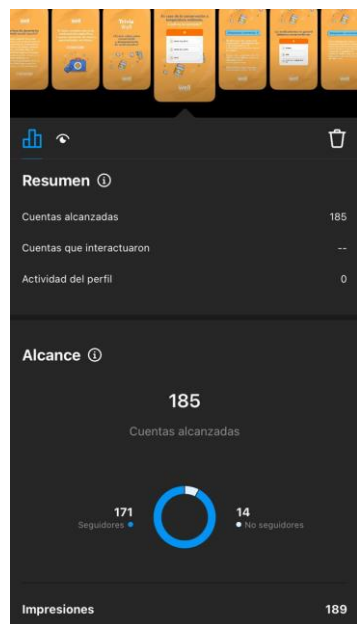 Resumen
Cuentas alcanzadas 185
Cuentas que interactuaron --
Actividad del perfil 0
Alcance
185
Cuentas alcanzadas
171 14
Seguidores No seguidores
Impresiones 189